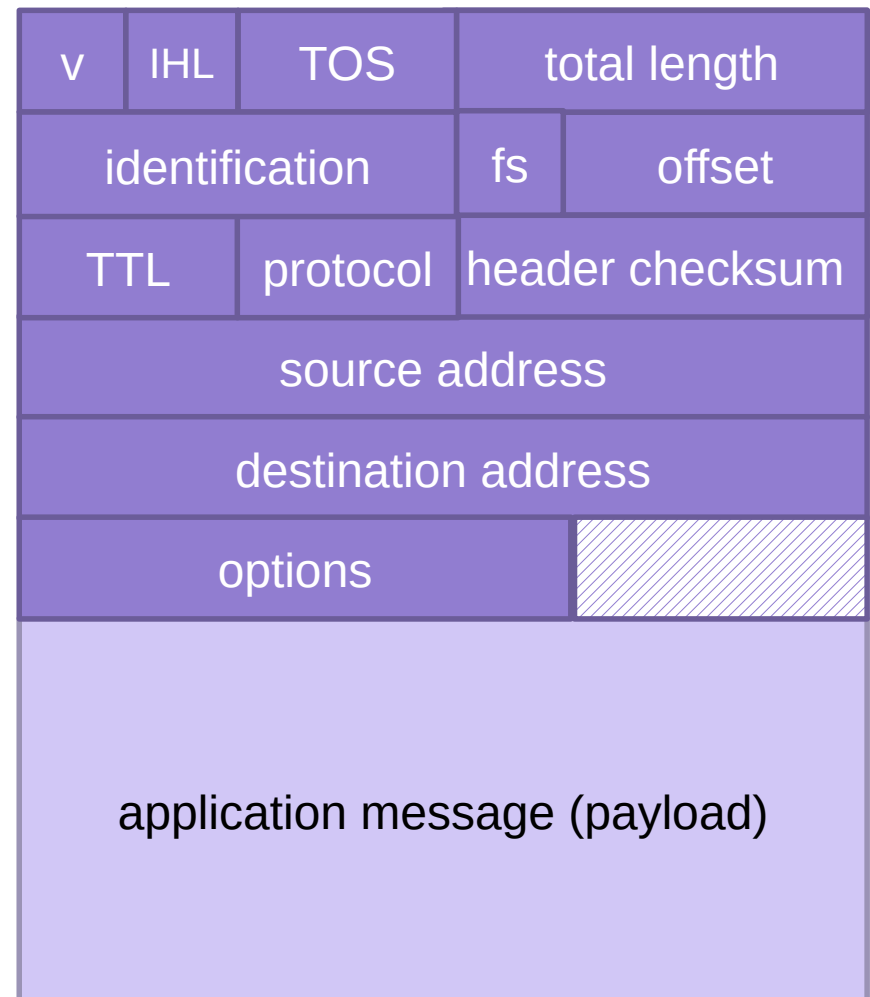 v IHL TOS total length
identification fs offset
TTL protocol header checksum
source address
destination address
options
application message (payload)